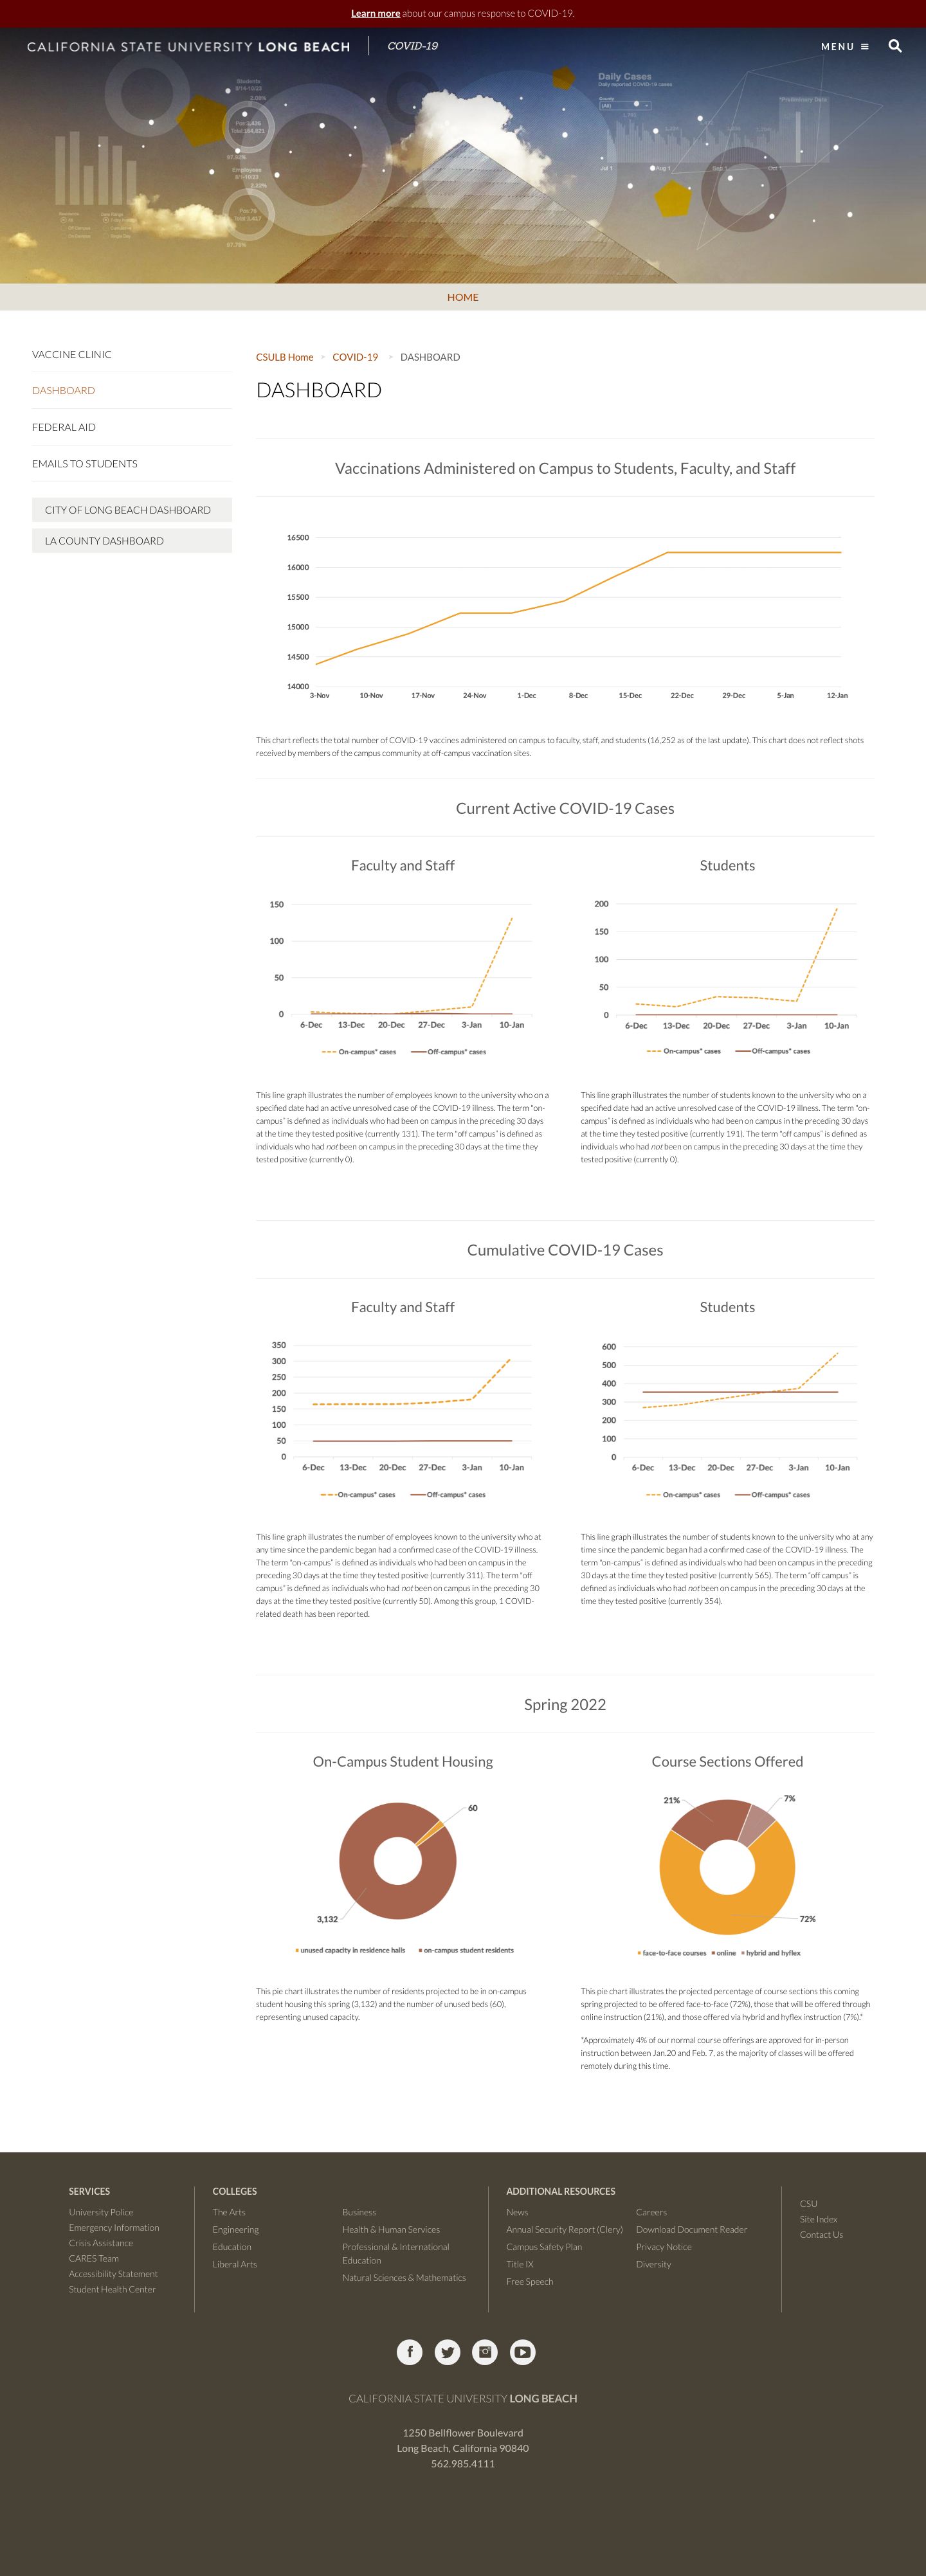 Learn more about our campus response to COVID-19.
CALIFORNIA STATE UNIVERSITY LONG BEACH
COVID-19
MENU
Students
2.09%
Employees
2.22%
67.70%
Daily Cases
Daily reported COVID-19 cases
Jul 1
Aug 1
Sep 1
Oct 1
*Preliminary Data
HOME
VACCINE CLINIC
DASHBOARD
FEDERAL AID
EMAILS TO STUDENTS
CITY OF LONG BEACH DASHBOARD
LA COUNTY DASHBOARD
CSULB Home
COVID-19
DASHBOARD
DASHBOARD
Vaccinations Administered on Campus to Students, Faculty, and Staff
16500
16000
15500
15000
14500
14000
3-Nov 10-Nov 17-Nov 24-Nov 1-Dec 8-Dec 15-Dec 22-Dec 29-Dec 5-Jan 12-Jan
This chart reflects the total number of COVID-19 vaccines administered on campus to faculty, staff, and students (16,252 as of the last update). This chart does not reflect shots
received by members of the campus community at off-campus vaccination sites.
Current Active COVID-19 Cases
Faculty and Staff
150
100
50
0
6-Dec 13-Dec 20-Dec 27-Dec 3-Jan 10-Jan
On-campus* cases Off-campus* cases
This line graph illustrates the number of employees known to the university who on a
specified date had an active unresolved case of the COVID-19 illness. The term "on-
campus" is defined as individuals who had been on campus in the preceding 30 days
at the time they tested positive (currently 131). The term "off campus" is defined as
individuals who had not been on campus in the preceding 30 days at the time they
tested positive (currently 0).
Students
200
150
100
50
0
6-Dec 13-Dec 20-Dec 27-Dec 3-Jan 10-Jan
On-campus* cases Off-campus* cases
This line graph illustrates the number of students known to the university who on a
specified date had an active unresolved case of the COVID-19 illness. The term "on-
campus" is defined as individuals who had been on campus in the preceding 30 days
at the time they tested positive (currently 191). The term "off campus" is defined as
individuals who had not been on campus in the preceding 30 days at the time they
tested positive (currently 0).
Cumulative COVID-19 Cases
Faculty and Staff
350
300
250
200
150
100
50
0
6-Dec 13-Dec 20-Dec 27-Dec 3-Jan 10-Jan
On-campus* cases Off-campus* cases
This line graph illustrates the number of employees known to the university who at
any time since the pandemic began had a confirmed case of the COVID-19 illness.
The term "on-campus" is defined as individuals who had been on campus in the
preceding 30 days at the time they tested positive (currently 311). The term "off
campus" is defined as individuals who had not been on campus in the preceding 30
days at the time they tested positive (currently 50). Among this group, 1 COVID-
related death has been reported.
Students
600
500
400
300
200
100
0
6-Dec 13-Dec 20-Dec 27-Dec 3-Jan 10-Jan
On-campus* cases Off-campus* cases
This line graph illustrates the number of students known to the university who at any
time since the pandemic began had a confirmed case of the COVID-19 illness. The
term "on-campus" is defined as individuals who had been on campus in the preceding
30 days at the time they tested positive (currently 565). The term "off campus" is
defined as individuals who had not been on campus in the preceding 30 days at the
time they tested positive (currently 354).
Spring 2022
On-Campus Student Housing
60
3,132
unused capacity in residence halls on-campus student residents
This pie chart illustrates the number of residents projected to be in on-campus
student housing this spring (3,132) and the number of unused beds (60),
representing unused capacity.
Course Sections Offered
21%
7%
72%
face-to-face courses online hybrid and hyflex
This pie chart illustrates the projected percentage of course sections this coming
spring projected to be offered face-to-face (72%), those that will be offered through
online instruction (21%), and those offered via hybrid and hyflex instruction (7%).*
*Approximately 4% of our normal course offerings are approved for in-person
instruction between Jan.20 and Feb. 7, as the majority of classes will be offered
remotely during this time.
SERVICES
University Police
Emergency Information
Crisis Assistance
CARES Team
Accessibility Statement
Student Health Center
COLLEGES
The Arts
Engineering
Education
Liberal Arts
Business
Health & Human Services
Professional & International
Education
Natural Sciences & Mathematics
ADDITIONAL RESOURCES
News
Annual Security Report (Clery)
Campus Safety Plan
Title IX
Free Speech
Careers
Download Document Reader
Privacy Notice
Diversity
CSU
Site Index
Contact Us
CALIFORNIA STATE UNIVERSITY LONG BEACH
1250 Bellflower Boulevard
Long Beach, California 90840
562.985.4111